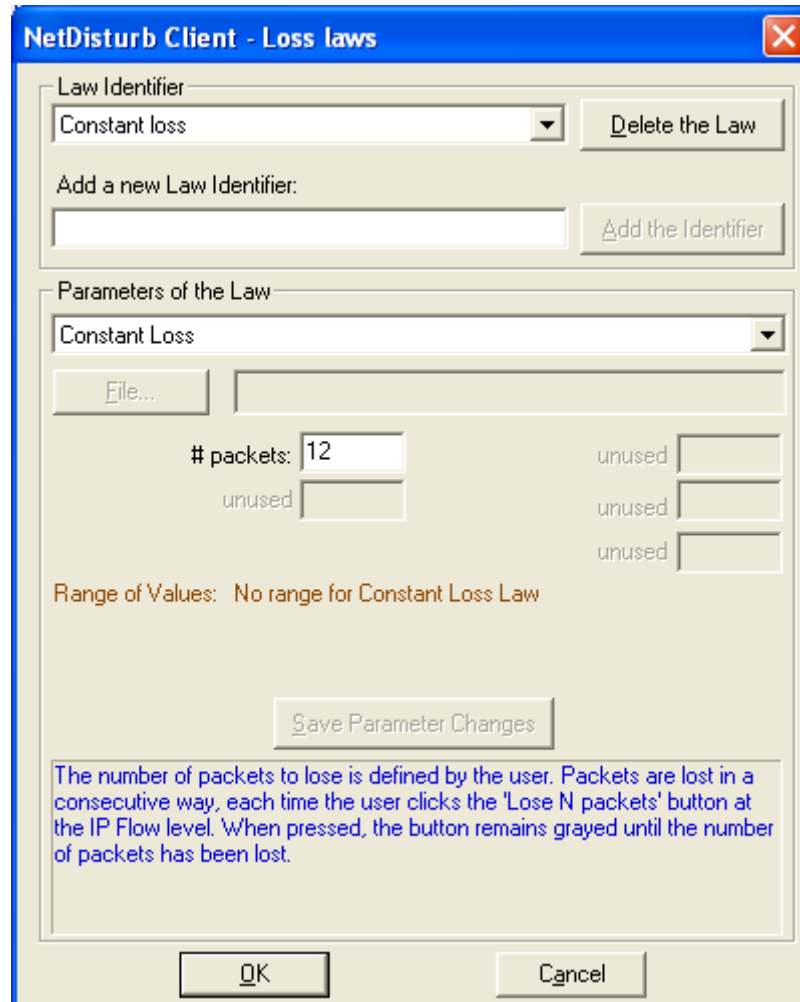 NetDisturb Client - Loss laws
Law Identifier
Constant loss
Delete the Law
Add a new Law Identifier:
Add the Identifier
Parameters of the Law
Constant Loss
File...
# packets: 12
unused
unused
unused
unused
Range of Values: No range for Constant Loss Law
Save Parameter Changes
The number of packets to lose is defined by the user. Packets are lost in a
consecutive way, each time the user clicks the 'Lose N packets' button at
the IP Flow level. When pressed, the button remains grayed until the number
of packets has been lost.
OK
Cancel